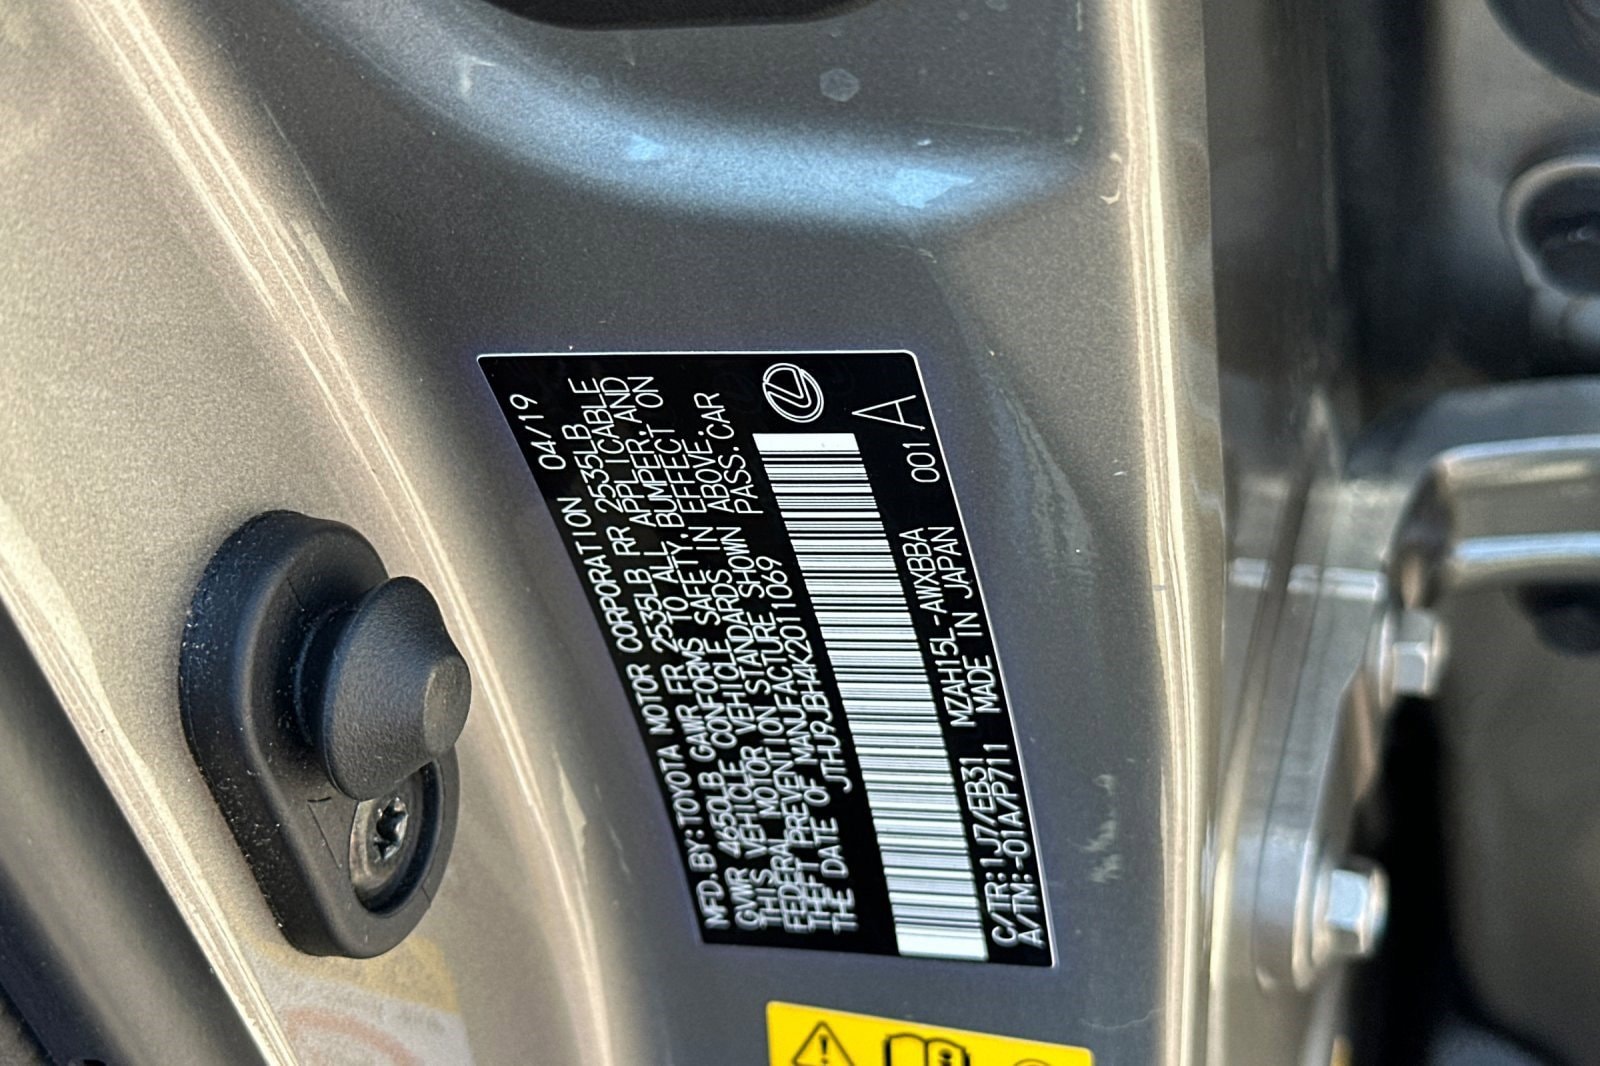 MFD.BY:TOYOTA MOTOR CORPORATION 04/19
GVWR 4650LB GAWR FR 2535LB RR 2535LB
THIS VEHICLE CONFORMS TO ALL APPLICABLE
FEDERAL MOTOR VEHICLE SAFETY,BUMPER,AND
THEFT PREVENTION STANDARDS IN EFFECT ON
THE DATE OF MANUFACTURE SHOWN ABOVE.
JTHU9JBH4K2011069 PASS.CAR
C/TR:1J7/EB31 MZAH15L-AWXBBA 001 A
A/TM:-01A/P711 MADE IN JAPAN